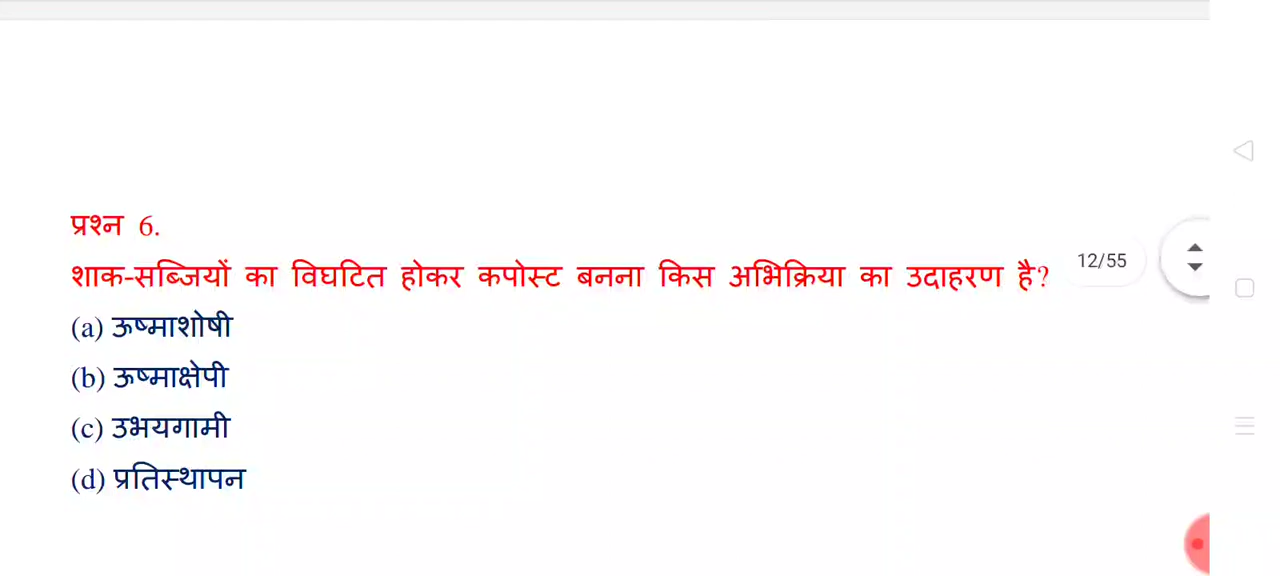 प्रश्न 6.
शाक-सब्जियों का विघटित होकर कपोस्ट बनना किस अभिक्रिया का उदाहरण है?
12/55
(a) ऊष्माशोषी
(b) ऊष्माक्षेपी
(c) उभयगामी
(d) प्रतिस्थापन